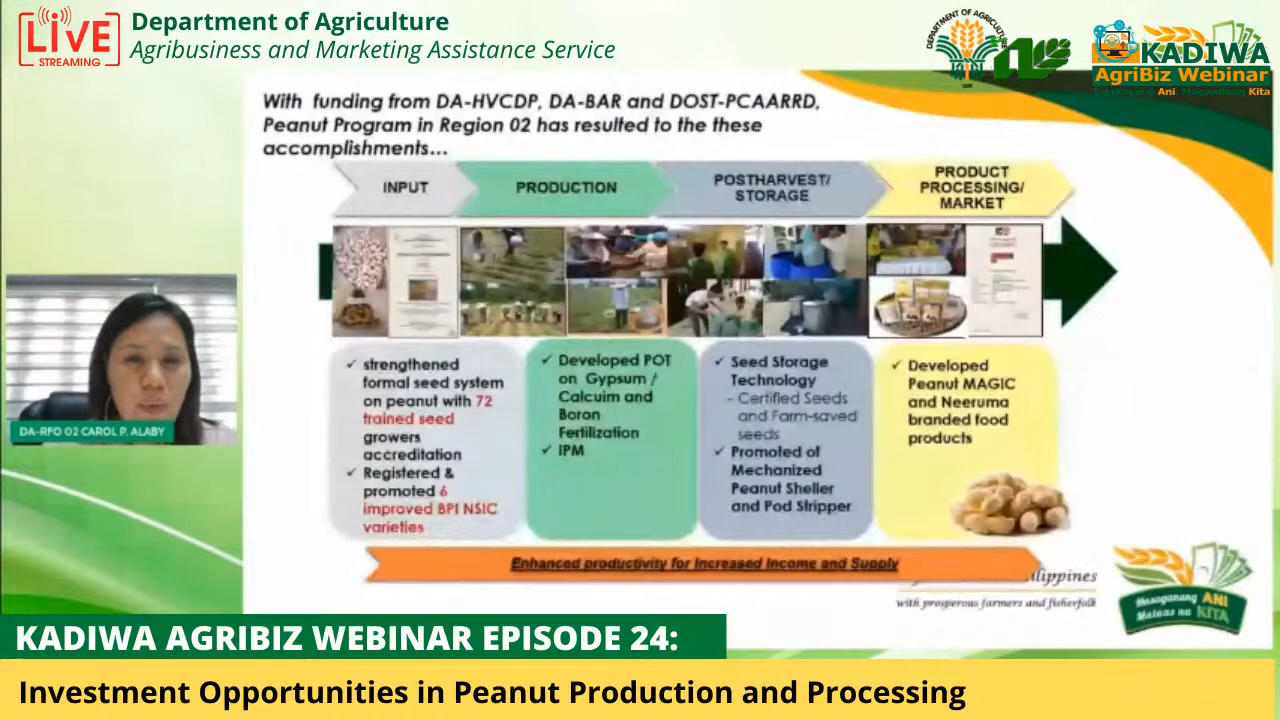 LIVE
STREAMING
Department of Agriculture
Agribusiness and Marketing Assistance Service
DEPARTMENT OF AGRICULTURE
KADIWA
AgriBiz Webinar
Ani. Kita
With funding from DA-HVCDP, DA-BAR and DOST-PCAARRD,
Peanut Program in Region 02 has resulted to the these
accomplishments...
INPUT
PRODUCTION
POSTHARVEST/
STORAGE
PRODUCT
PROCESSING/
MARKET
✓ strengthened
formal seed system
on peanut with 72
trained seed
growers
accreditation
✓ Registered &
promoted 6
improved BPI NSIC
varieties
✓ Developed POT
on Gypsum /
Calcuim and
Boron
Fertilization
✓ IPM
✓ Seed Storage
Technology
- Certified Seeds
and Farm-saved
seeds
✓ Promoted of
Mechanized
Peanut Sheller
and Pod Stripper
✓ Developed
Peanut MAGIC
and Neeruma
branded food
products
Enhanced productivity for Increased Income and Supply
ilippines
with prosperous farmers and fisherfolk
Masaganang ANI
Mataas na KITA
DA-RFO 02 CAROL P. ALABY
KADIWA AGRIBIZ WEBINAR EPISODE 24:
Investment Opportunities in Peanut Production and Processing